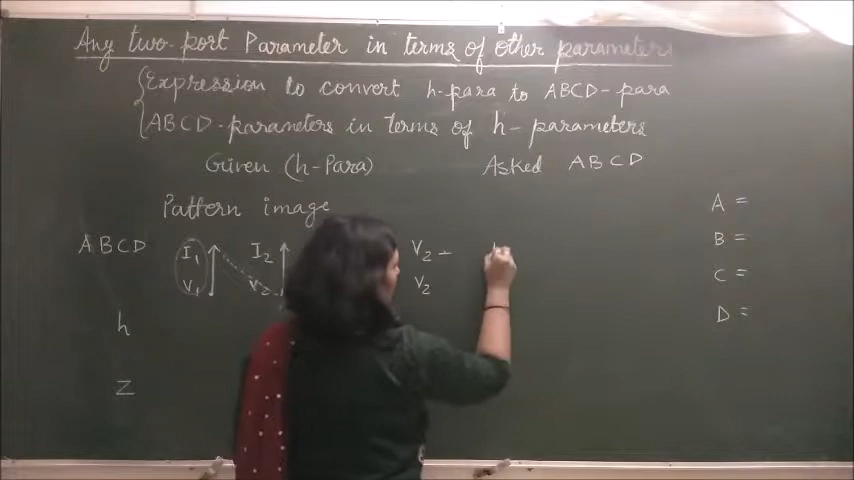 Any two-port Parameter in terms of other parameters
Expression to convert h-para to ABCD-para
ABCD-parameters in terms of h-parameters
Given (h-Para) Asked ABCD
Pattern image
A =
ABCD I1 I2 V2 -
B =
V1 V2 V2
C =
D =
h
Z